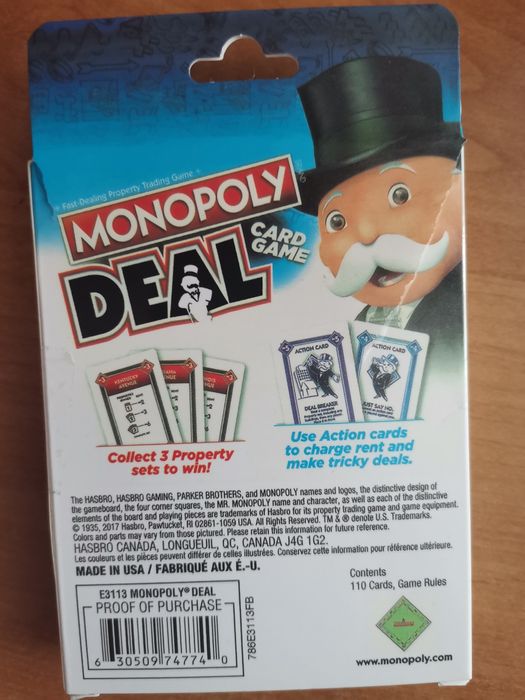 Fast-Dealing Property Trading Game
MONOPOLY
DEAL
CARD
GAME
KENTUCKY
AVENUE
AVENUE
AVENUE
ACTION CARD
DEAL BREAKER
ACTION CARD
JUST SAY NO
Collect 3 Property
sets to win!
Use Action cards
to charge rent and
make tricky deals.
The HASBRO, HASBRO GAMING, PARKER BROTHERS, and MONOPOLY names and logos, the distinctive design of
the gameboard, the four corner squares, the MR. MONOPOLY name and character, as well as each of the distinctive
elements of the board and playing pieces are trademarks of Hasbro for its property trading game and game equipment.
© 1935, 2017 Hasbro, Pawtucket, RI 02861-1059 USA. All Rights Reserved. TM & ® denote U.S. Trademarks.
Colors and parts may vary from those pictured. Please retain this information for future reference.
HASBRO CANADA, LONGUEUIL, QC, CANADA J4G 1G2.
Les couleurs et les pièces peuvent différer de celles illustrées. Conservez cette information pour référence ultérieure.
MADE IN USA / FABRIQUÉ AUX É.-U.
E3113 MONOPOLY® DEAL
PROOF OF PURCHASE
6 30509 74774 0
786E3113FB
Contents
110 Cards, Game Rules
www.monopoly.com